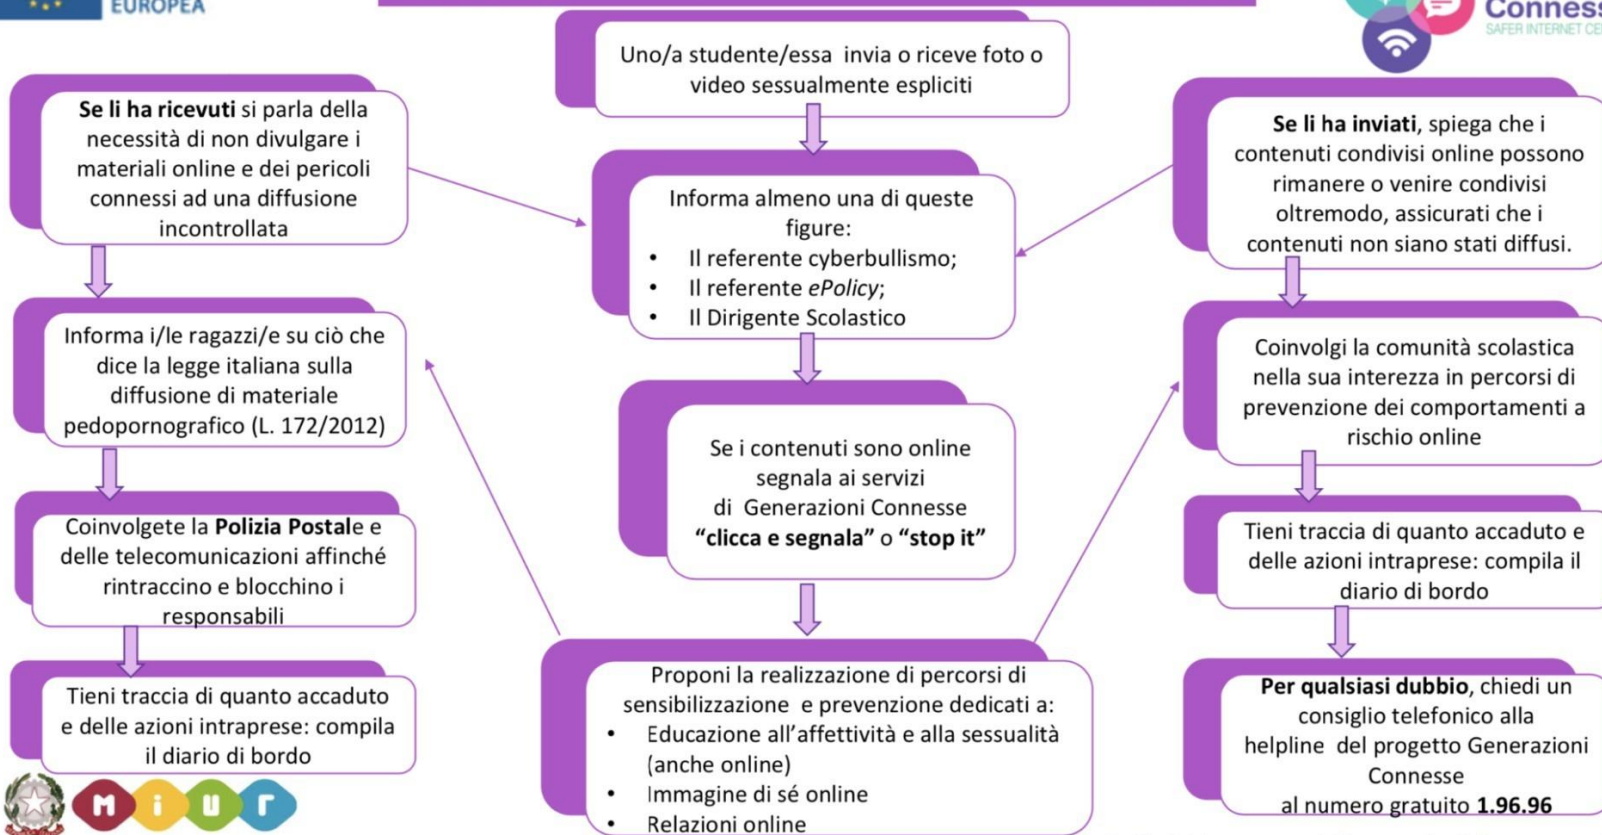 EUROPEA
Conness
SAFER INTERNET CE
Uno/a studente/essa invia o riceve foto o
video sessualmente espliciti
Se li ha ricevuti si parla della
necessità di non divulgare i
materiali online e dei pericoli
connessi ad una diffusione
incontrollata
Informa i/le ragazzi/e su ciò che
dice la legge italiana sulla
diffusione di materiale
pedopornografico (L. 172/2012)
Coinvolgete la Polizia Postale e
delle telecomunicazioni affinché
rintraccino e blocchino i
responsabili
Tieni traccia di quanto accaduto
e delle azioni intraprese: compila
il diario di bordo
Informa almeno una di queste
figure:
• Il referente cyberbullismo;
• Il referente ePolicy;
• Il Dirigente Scolastico
Se i contenuti sono online
segnala ai servizi
di Generazioni Connesse
“clicca e segnala” o “stop it”
Proponi la realizzazione di percorsi di
sensibilizzazione e prevenzione dedicati a:
• Educazione all’affettività e alla sessualità
(anche online)
• Immagine di sé online
• Relazioni online
Se li ha inviati, spiega che i
contenuti condivisi online possono
rimanere o venire condivisi
oltremodo, assicurati che i
contenuti non siano stati diffusi.
Coinvolgi la comunità scolastica
nella sua interezza in percorsi di
prevenzione dei comportamenti a
rischio online
Tieni traccia di quanto accaduto e
delle azioni intraprese: compila il
diario di bordo
Per qualsiasi dubbio, chiedi un
consiglio telefonico alla
helpline del progetto Generazioni
Connesse
al numero gratuito 1.96.96
Miur